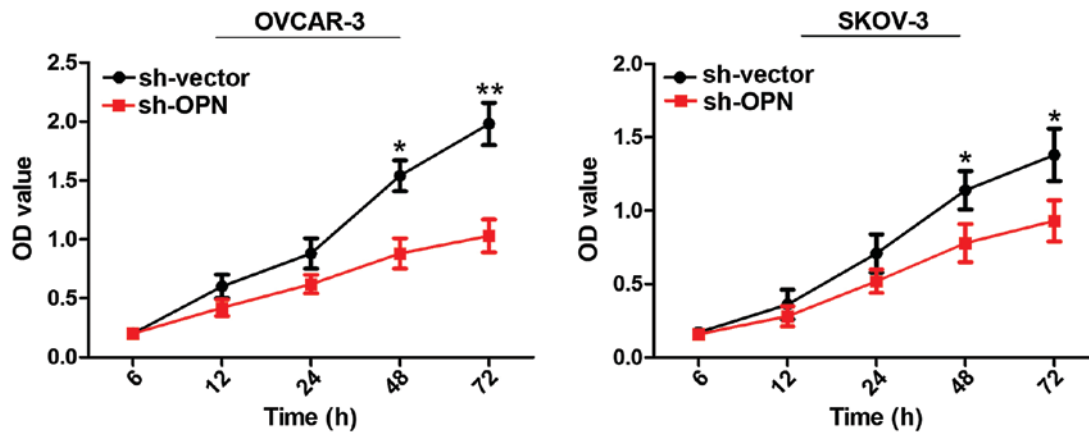 OVCAR-3
sh-vector
sh-OPN
OD value
2.5
2.0
1.5
1.0
0.5
0.0
*
**
6
12
24
48
72
Time (h)
SKOV-3
sh-vector
sh-OPN
OD value
2.0
1.5
1.0
0.5
0.0
*
*
6
12
24
48
72
Time (h)